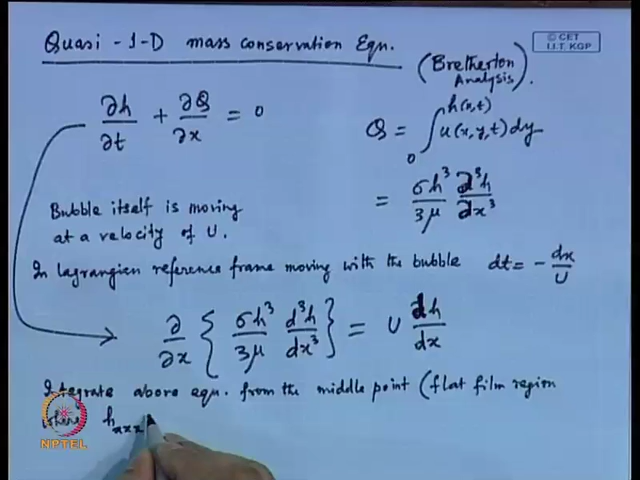 Quasi-1-D mass conservation Eqn.
© CET
I.I.T. KGP
(Bretherton
Analysis).
∂h/∂t + ∂Q/∂x = 0
Q = ∫₀^h(x,t) u(x,y,t)dy
= σh³/3μ ∂³h/∂x³
Bubble itself is moving
at a velocity of U.
In Lagrangien reference frame moving with the bubble dt = - dx/U
∂/∂x { σh³/3μ d³h/dx³ } = U dh/dx
Integrate above eqn. from the middle point (flat film region
where h_xxx
NPTEL